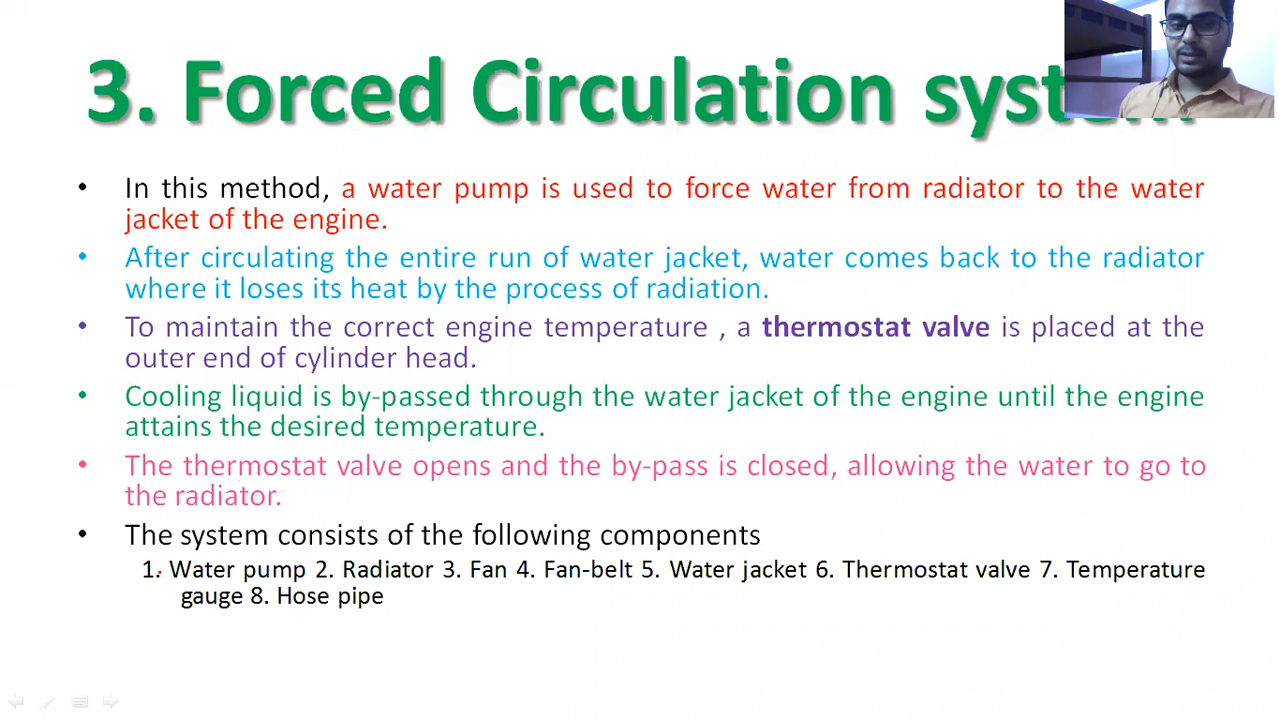 3. Forced Circulation syst
• In this method, a water pump is used to force water from radiator to the water
jacket of the engine.
• After circulating the entire run of water jacket, water comes back to the radiator
where it loses its heat by the process of radiation.
• To maintain the correct engine temperature , a thermostat valve is placed at the
outer end of cylinder head.
• Cooling liquid is by-passed through the water jacket of the engine until the engine
attains the desired temperature.
• The thermostat valve opens and the by-pass is closed, allowing the water to go to
the radiator.
• The system consists of the following components
1. Water pump 2. Radiator 3. Fan 4. Fan-belt 5. Water jacket 6. Thermostat valve 7. Temperature
gauge 8. Hose pipe